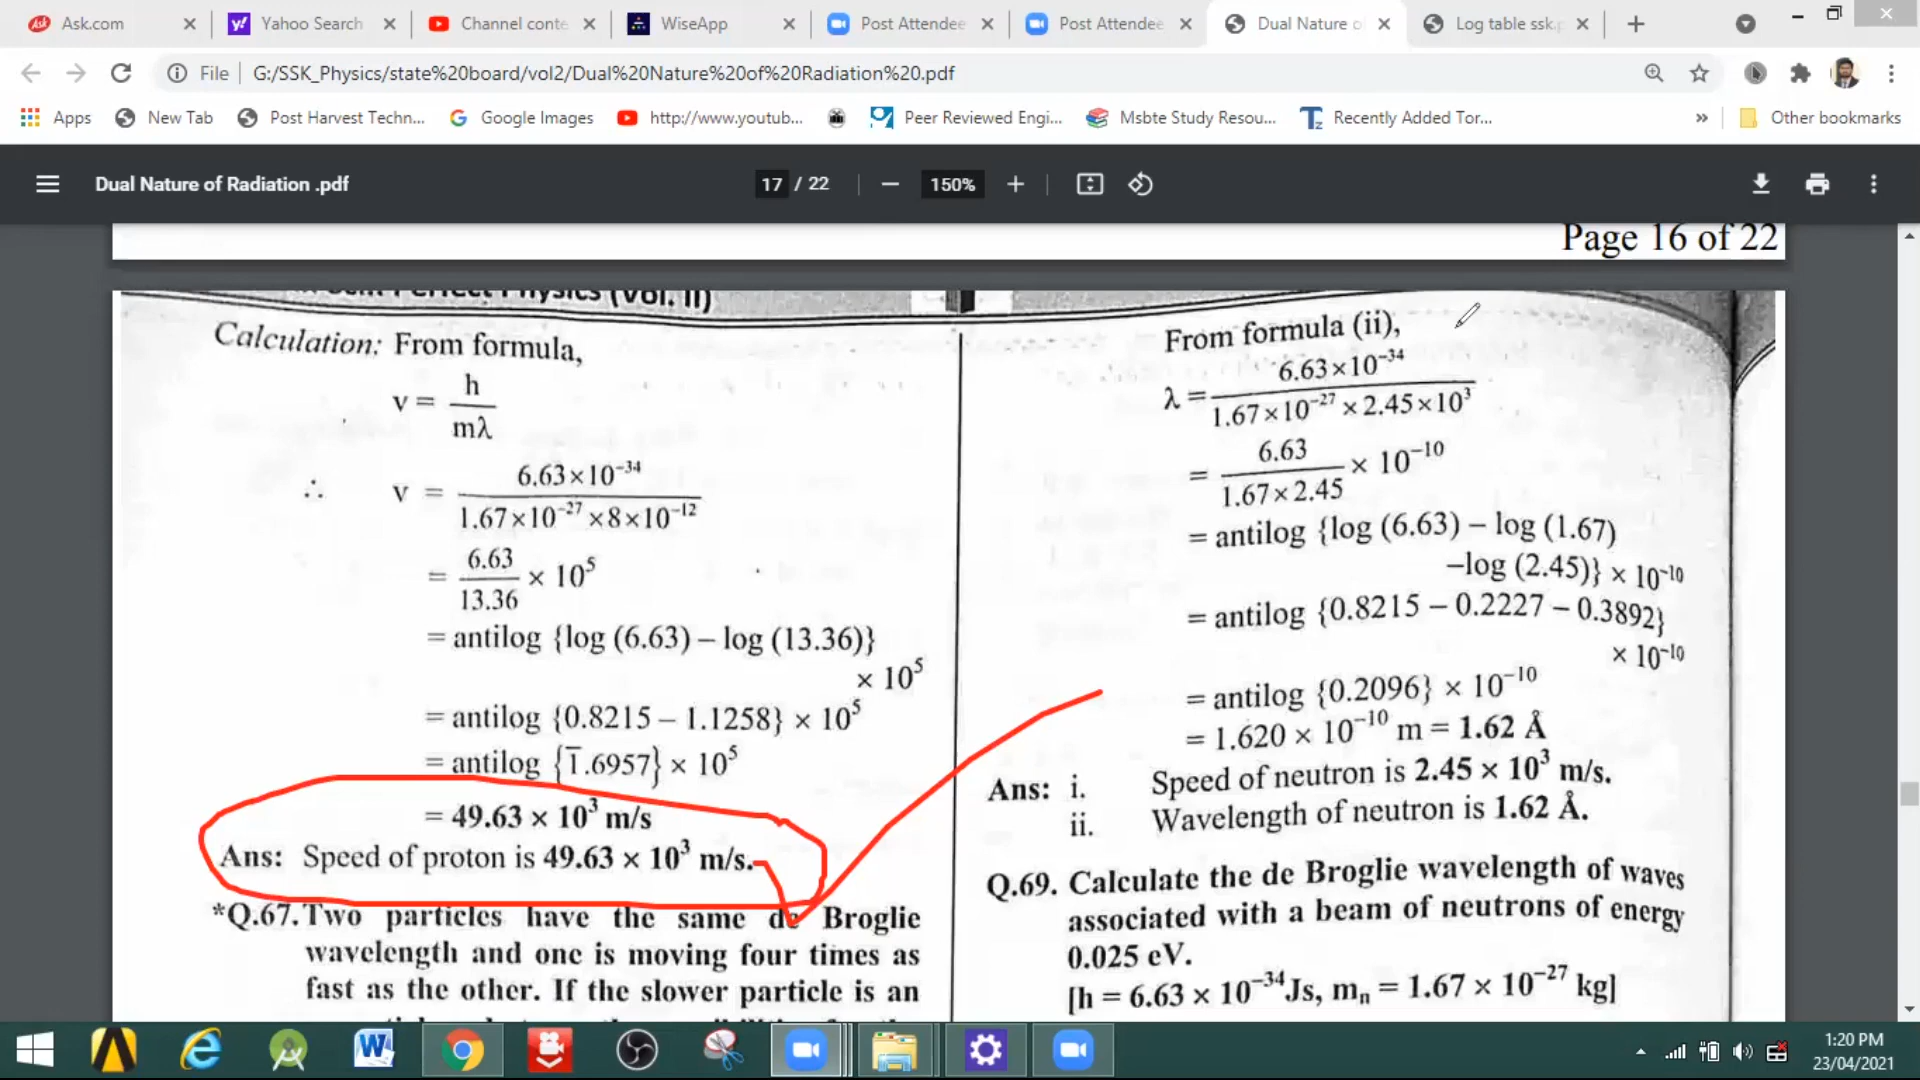 Ask.com
Yahoo Search
Channel conte
WiseApp
Post Attendee
Post Attendee
Dual Nature o
Log table ssk.p
File
G:/SSK_Physics/state%20board/vol2/Dual%20Nature%20of%20Radiation%20.pdf
Apps
New Tab
Post Harvest Techn...
Google Images
http://www.youtub...
Peer Reviewed Engi...
Msbte Study Resou...
Recently Added Tor...
»
Other bookmarks
Dual Nature of Radiation .pdf
17 / 22
150%
Page 16 of 22
Perfect Physics (Vol. II)
Calculation: From formula,
v = h / mλ
∴ v = 6.63×10⁻³⁴ / 1.67×10⁻²⁷×8×10⁻¹²
= 6.63 / 13.36 × 10⁵
= antilog {log (6.63) – log (13.36)}
× 10⁵
= antilog {0.8215 – 1.1258} × 10⁵
= antilog {1̅.6957} × 10⁵
= 49.63 × 10³ m/s
Ans: Speed of proton is 49.63 × 10³ m/s.
*Q.67. Two particles have the same de Broglie
wavelength and one is moving four times as
fast as the other. If the slower particle is an
From formula (ii),
λ = 6.63×10⁻³⁴ / 1.67×10⁻²⁷×2.45×10³
= 6.63 / 1.67×2.45 × 10⁻¹⁰
= antilog {log (6.63) – log (1.67)
–log (2.45)} × 10⁻¹⁰
= antilog {0.8215 – 0.2227 – 0.3892}
× 10⁻¹⁰
= antilog {0.2096} × 10⁻¹⁰
= 1.620 × 10⁻¹⁰ m = 1.62 Å
Ans: i. Speed of neutron is 2.45 × 10³ m/s.
ii. Wavelength of neutron is 1.62 Å.
Q.69. Calculate the de Broglie wavelength of waves
associated with a beam of neutrons of energy
0.025 eV.
[h = 6.63 × 10⁻³⁴Js, mₙ = 1.67 × 10⁻²⁷ kg]
1:20 PM
23/04/2021